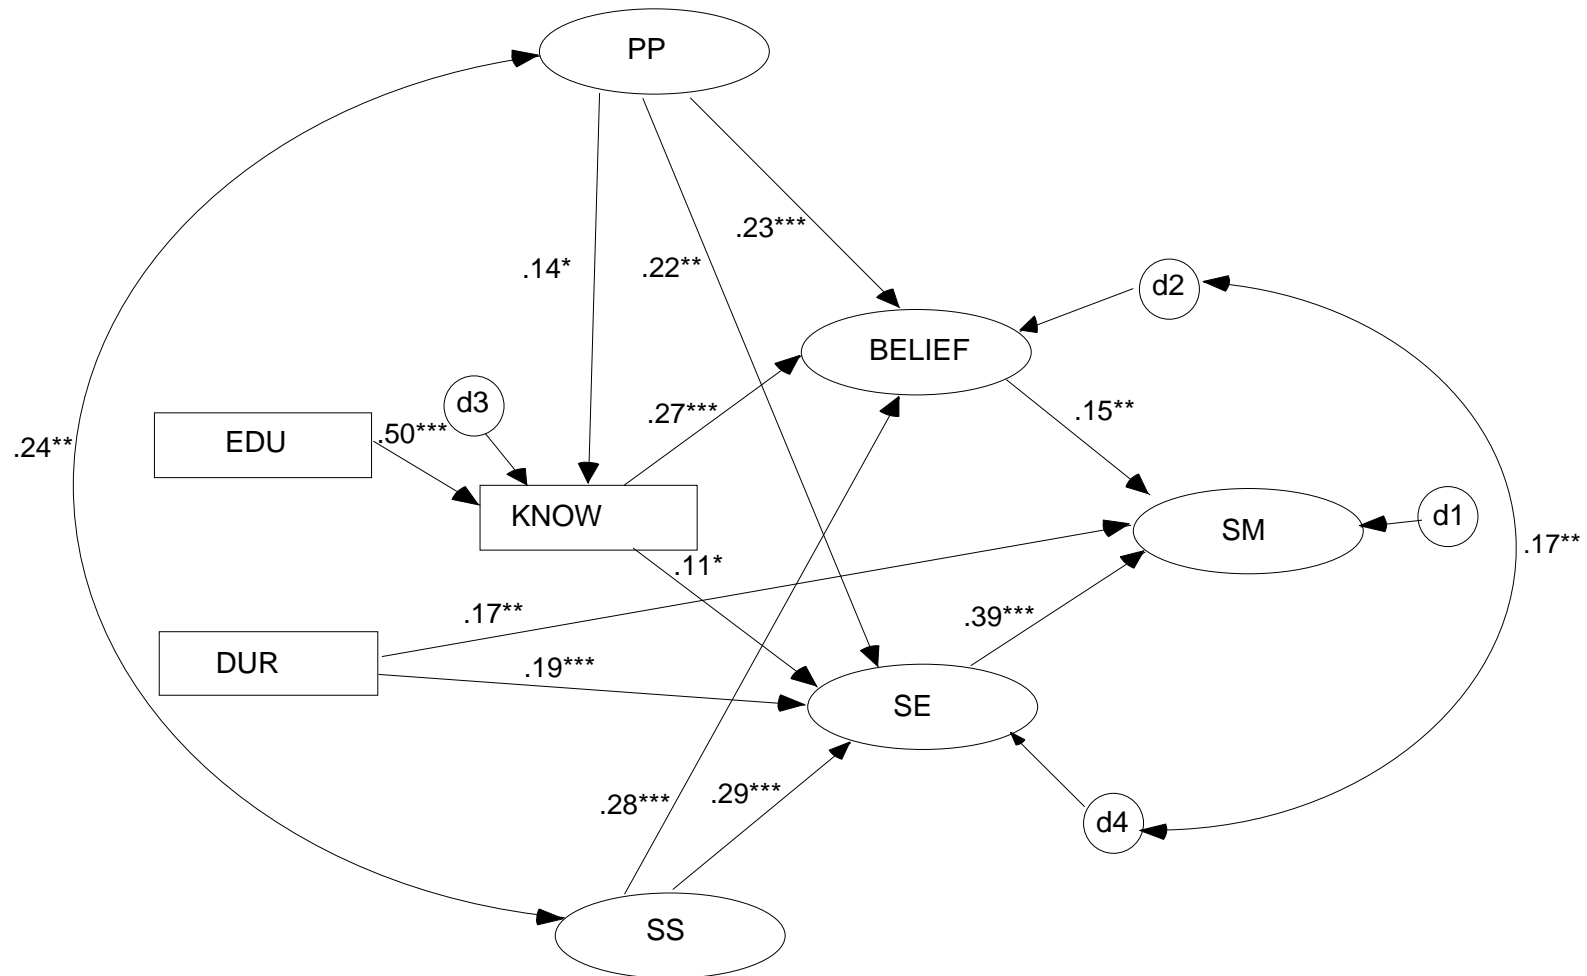 PP
.23***
.14*
.22**
d2
BELIEF
d3
.27***
.15**
.50***
EDU
.24**
KNOW
SM
d1
.17**
.11*
.17**
.39***
DUR
.19***
SE
.28***
.29***
d4
SS